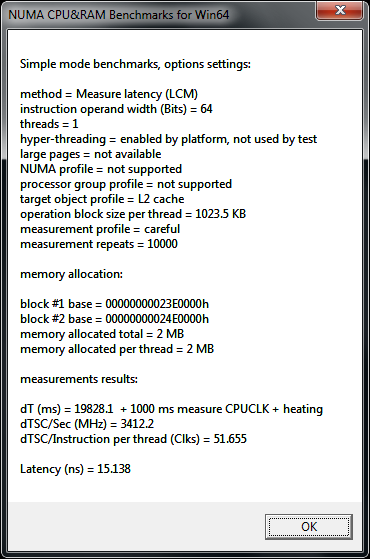 NUMA CPU&RAM Benchmarks for Win64
Simple mode benchmarks, options settings:
method = Measure latency (LCM)
instruction operand width (Bits) = 64
threads = 1
hyper-threading = enabled by platform, not used by test
large pages = not available
NUMA profile = not supported
processor group profile = not supported
target object profile = L2 cache
operation block size per thread = 1023.5 KB
measurement profile = careful
measurement repeats = 10000
memory allocation:
block #1 base = 00000000023E0000h
block #2 base = 00000000024E0000h
memory allocated total = 2 MB
memory allocated per thread = 2 MB
measurements results:
dT (ms) = 19828.1  + 1000 ms measure CPUCLK + heating
dTSC/Sec (MHz) = 3412.2
dTSC/Instruction per thread (Clks) = 51.655
Latency (ns) = 15.138
OK